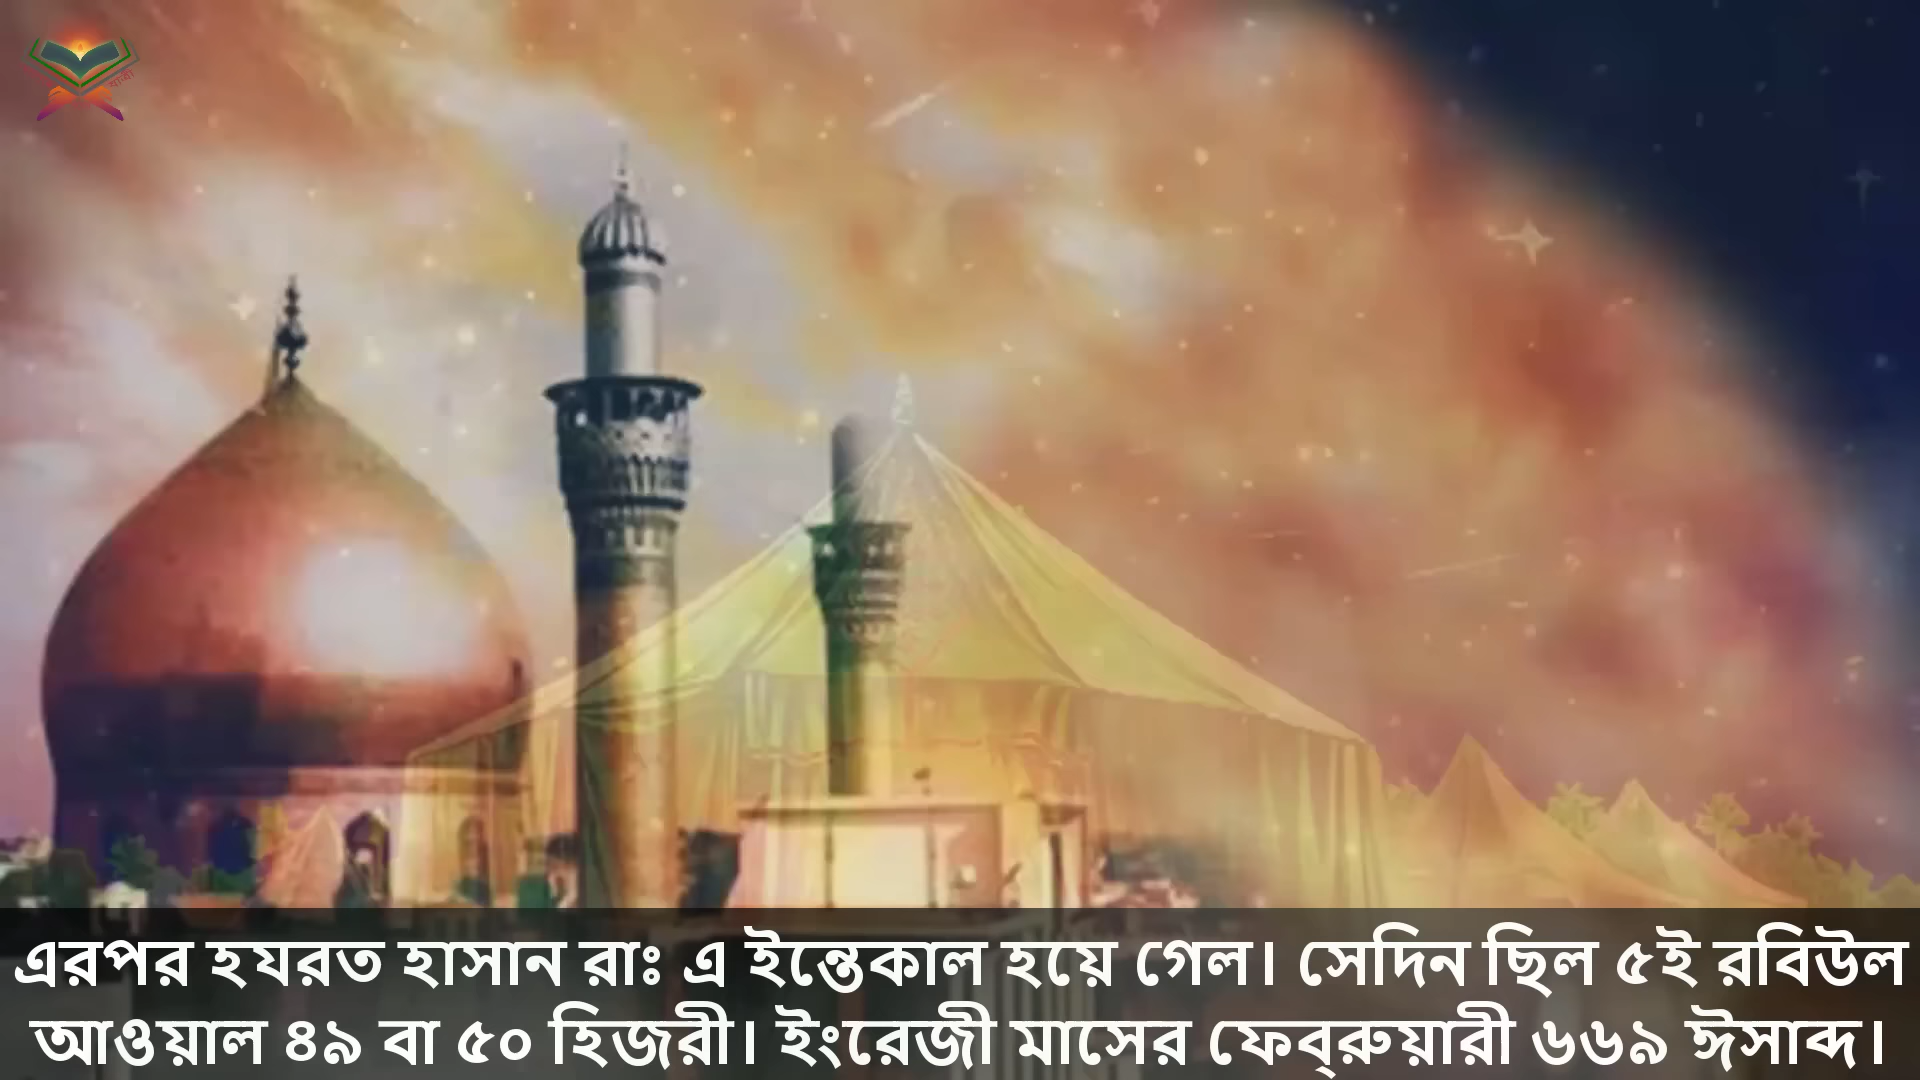 এরপর হযরত হাসান রাঃ এ ইন্তেকাল হয়ে গেল। সেদিন ছিল ৫ই রবিউল
আওয়াল ৪৯ বা ৫০ হিজরী। ইংরেজী মাসের ফেব্রুয়ারী ৬৬৯ ঈসাব্দ।